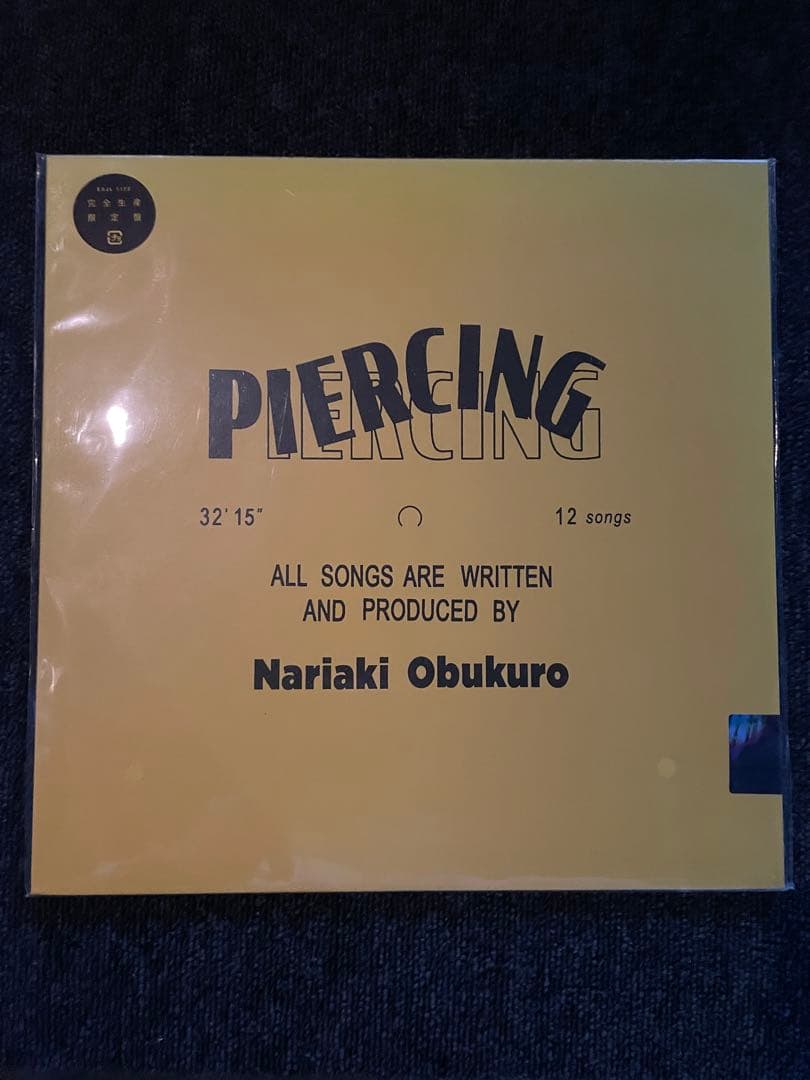 完全生産
限定盤
PIERCING
PIERCING
32' 15"
12 songs
ALL SONGS ARE WRITTEN
AND PRODUCED BY
Nariaki Obukuro